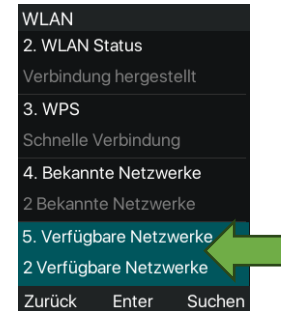 WLAN
2. WLAN Status
Verbindung hergestellt
3. WPS
Schnelle Verbindung
4. Bekannte Netzwerke
2 Bekannte Netzwerke
5. Verfügbare Netzwerke
2 Verfügbare Netzwerke
Zurück Enter Suchen